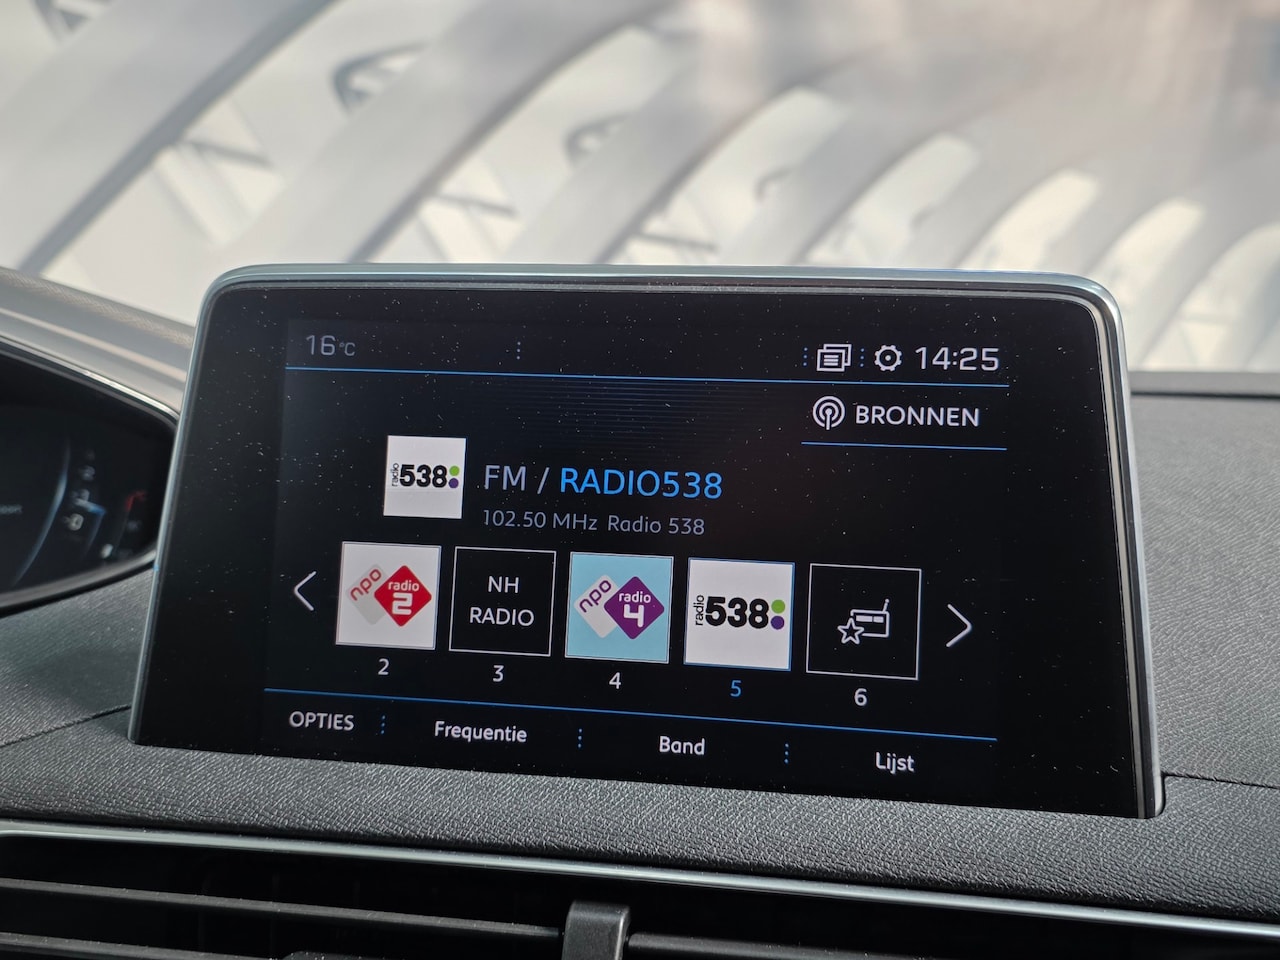 16°C
14:25
BRONNEN
radio 538
FM / RADIO538
102.50 MHz Radio 538
npo radio 2
NH RADIO
npo radio 4
radio 538
2
3
4
5
6
OPTIES
Frequentie
Band
Lijst